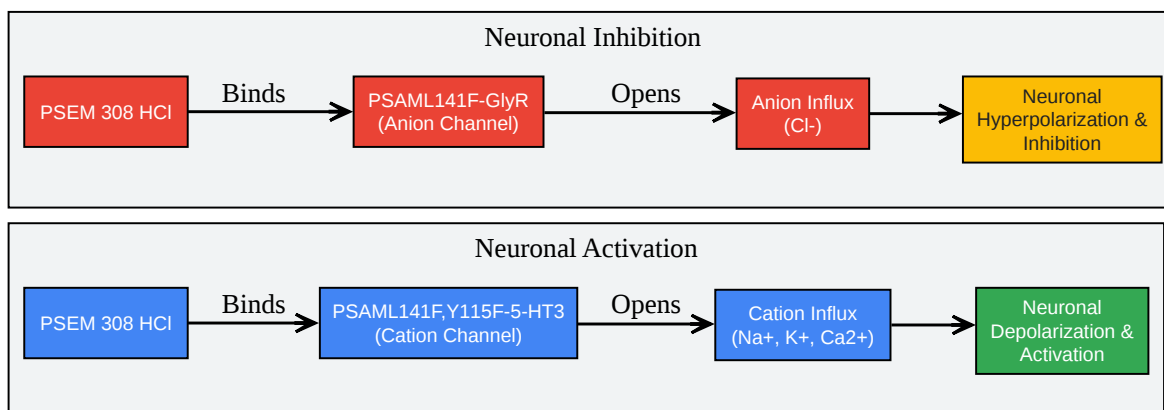 Neuronal Inhibition
PSEM 308 HCl
Binds
PSAML141F-GlyR
(Anion Channel)
Opens
Anion Influx
(Cl-)
Neuronal
Hyperpolarization &
Inhibition
Neuronal Activation
PSEM 308 HCl
Binds
PSAML141F,Y115F-5-HT3
(Cation Channel)
Opens
Cation Influx
(Na+, K+, Ca2+)
Neuronal
Depolarization &
Activation